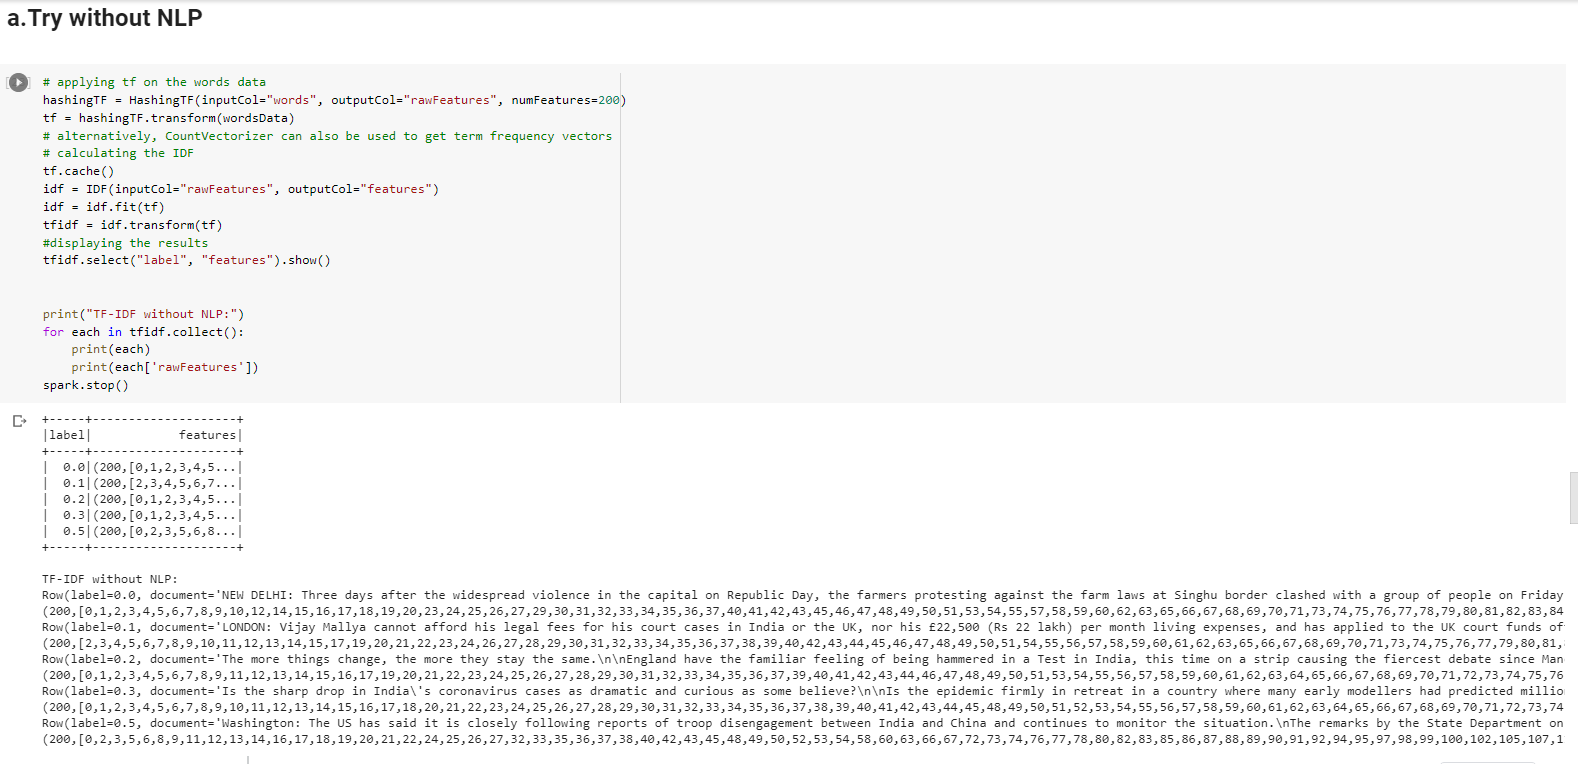 a.Try without NLP
# applying tf on the words data
hashingTF = HashingTF(inputCol="words", outputCol="rawFeatures", numFeatures=200)
tf = hashingTF.transform(wordsData)
# alternatively, CountVectorizer can also be used to get term frequency vectors
# calculating the IDF
tf.cache()
idf = IDF(inputCol="rawFeatures", outputCol="features")
idf = idf.fit(tf)
tfidf = idf.transform(tf)
#displaying the results
tfidf.select("label", "features").show()
print("TF-IDF without NLP:")
for each in tfidf.collect():
    print(each)
    print(each['rawFeatures'])
spark.stop()
+-----+--------------------+
|label|            features|
+-----+--------------------+
|  0.0|(200,[0,1,2,3,4,5...|
|  0.1|(200,[2,3,4,5,6,7...|
|  0.2|(200,[0,1,2,3,4,5...|
|  0.3|(200,[0,1,2,3,4,5...|
|  0.5|(200,[0,2,3,5,6,8...|
+-----+--------------------+
TF-IDF without NLP:
Row(label=0.0, document='NEW DELHI: Three days after the widespread violence in the capital on Republic Day, the farmers protesting against the farm laws at Singhu border clashed with a group of people on Friday
(200,[0,1,2,3,4,5,6,7,8,9,10,12,14,15,16,17,18,19,20,23,24,25,26,27,29,30,31,32,33,34,35,36,37,40,41,42,43,45,46,47,48,49,50,51,53,54,55,57,58,59,60,62,63,65,66,67,68,69,70,71,73,74,75,76,77,78,79,80,81,82,83,84
Row(label=0.1, document='LONDON: Vijay Mallya cannot afford his legal fees for his court cases in India or the UK, nor his £22,500 (Rs 22 lakh) per month living expenses, and has applied to the UK court funds of
(200,[2,3,4,5,6,7,8,9,10,11,12,13,14,15,17,19,20,21,22,23,24,26,27,28,29,30,31,32,33,34,35,36,37,38,39,40,42,43,44,45,46,47,48,49,50,51,54,55,56,57,58,59,60,61,62,63,65,66,67,68,69,70,71,73,74,75,76,77,79,80,81,
Row(label=0.2, document='The more things change, the more they stay the same.\n\nEngland have the familiar feeling of being hammered in a Test in India, this time on a strip causing the fiercest debate since Man
(200,[0,1,2,3,4,5,6,7,8,9,11,12,13,14,15,16,17,19,20,21,22,23,24,25,26,27,28,29,30,31,32,33,34,35,36,37,39,40,41,42,43,44,46,47,48,49,50,51,53,54,55,56,57,58,59,60,61,62,63,64,65,66,67,68,69,70,71,72,73,74,75,76
Row(label=0.3, document='Is the sharp drop in India\'s coronavirus cases as dramatic and curious as some believe?\n\nIs the epidemic firmly in retreat in a country where many early modellers had predicted millio
(200,[0,1,2,3,4,5,6,7,8,9,10,11,12,13,14,15,16,17,18,20,21,22,23,24,25,26,27,28,29,30,31,32,33,34,35,36,37,38,39,40,41,42,43,44,45,48,49,50,51,52,53,54,55,56,57,58,59,60,61,62,63,64,65,66,67,68,69,70,71,72,73,74
Row(label=0.5, document='Washington: The US has said it is closely following reports of troop disengagement between India and China and continues to monitor the situation.\nThe remarks by the State Department on
(200,[0,2,3,5,6,8,9,11,12,13,14,16,17,18,19,20,21,22,24,25,26,27,32,33,35,36,37,38,40,42,43,45,48,49,50,52,53,54,58,60,63,66,67,72,73,74,76,77,78,80,82,83,85,86,87,88,89,90,91,92,94,95,97,98,99,100,102,105,107,1